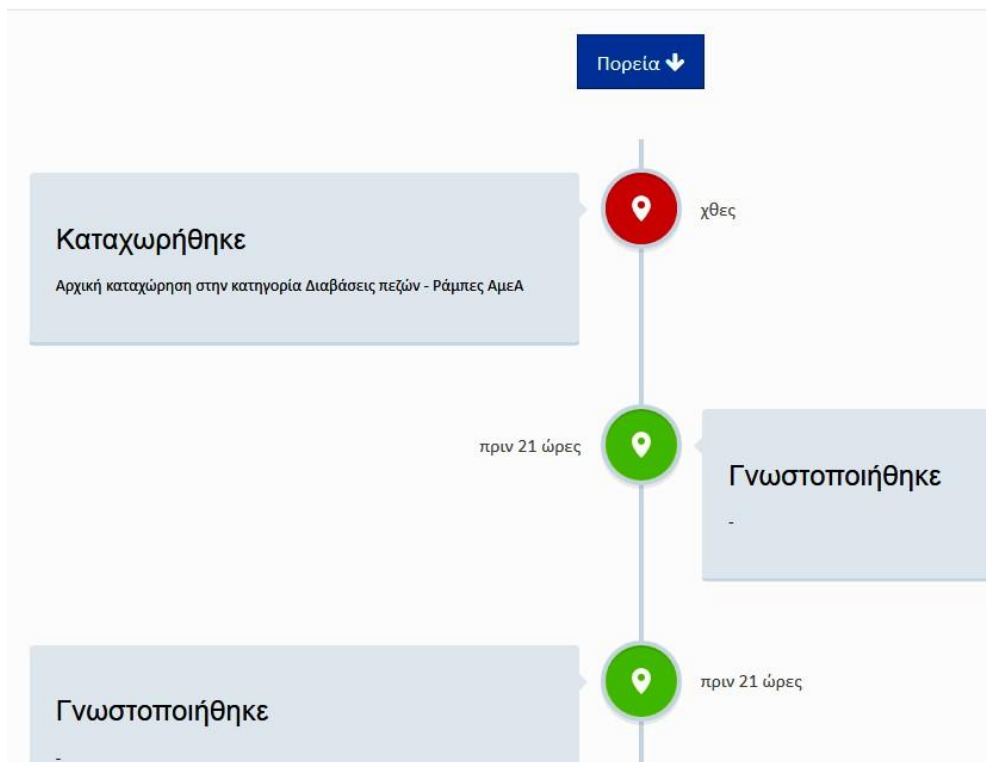 Πορεία
Καταχωρήθηκε
χθες
Αρχική καταχώρηση στην κατηγορία Διαβάσεις πεζών - Ράμπες ΑμεΑ
πριν 21 ώρες
Γνωστοποιήθηκε
-
Γνωστοποιήθηκε
πριν 21 ώρες
-